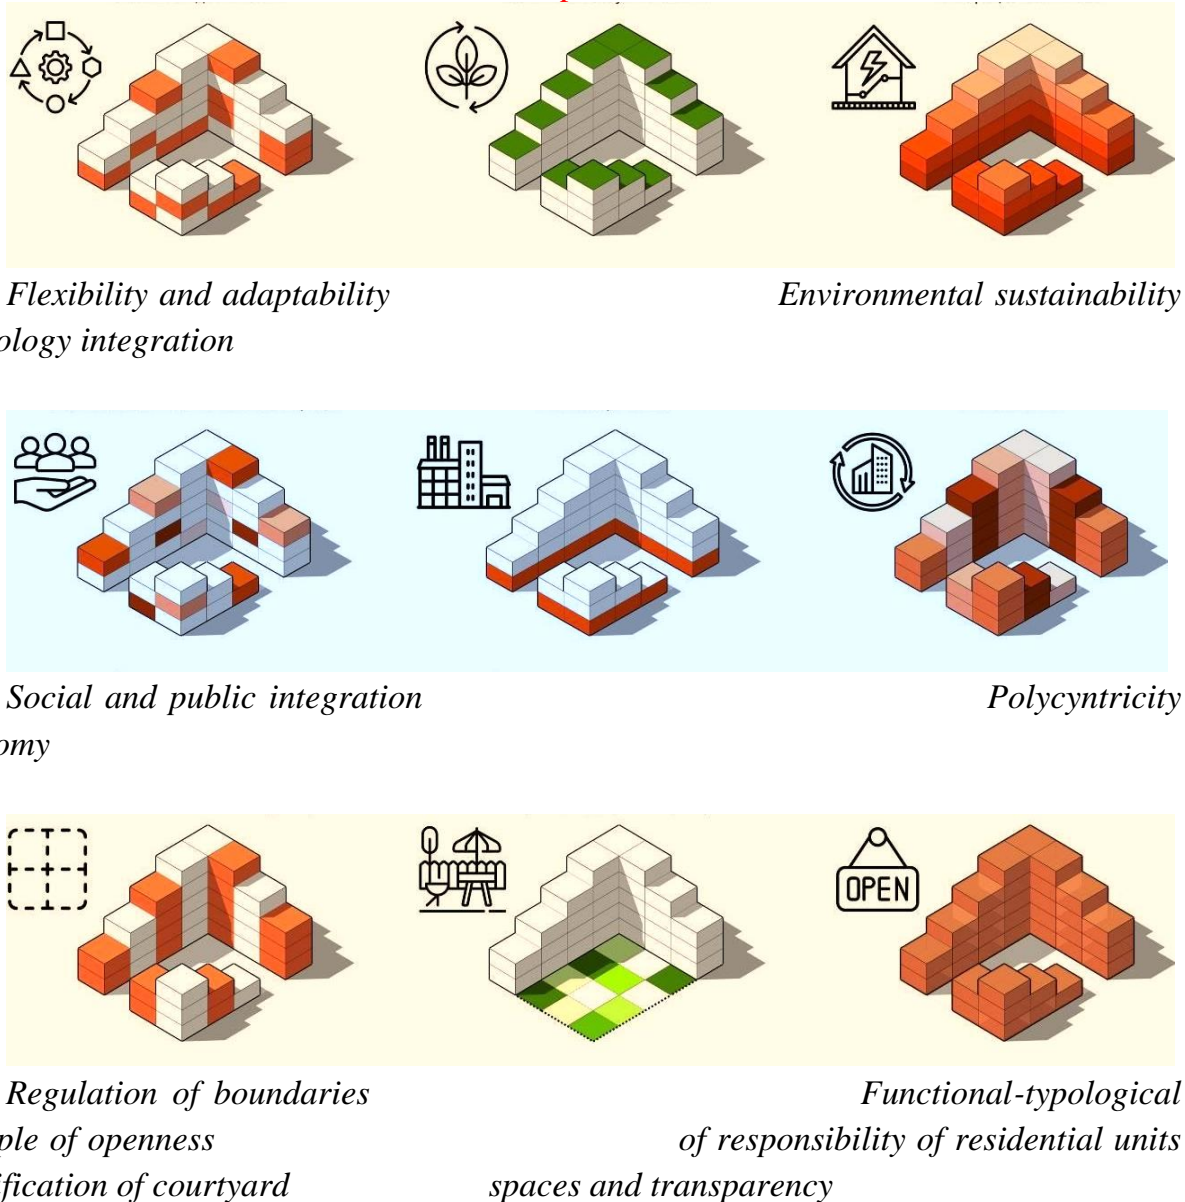 Flexibility and adaptability Environmental sustainability
ology integration
Social and public integration Polycyntricity
omy
OPEN
Regulation of boundaries Functional-typological
ple of openness of responsibility of residential units
ification of courtyard spaces and transparency